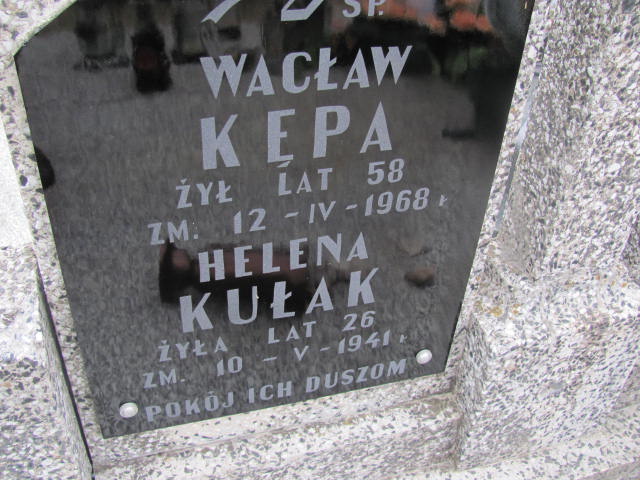 ŚP.
WACŁAW
KĘPA
ŻYŁ LAT 58
ZM: 12-IV-1968 r
HELENA
KUŁAK
ŻYŁA LAT 26
ZM. 10-V-1941 r
POKÓJ ICH DUSZOM